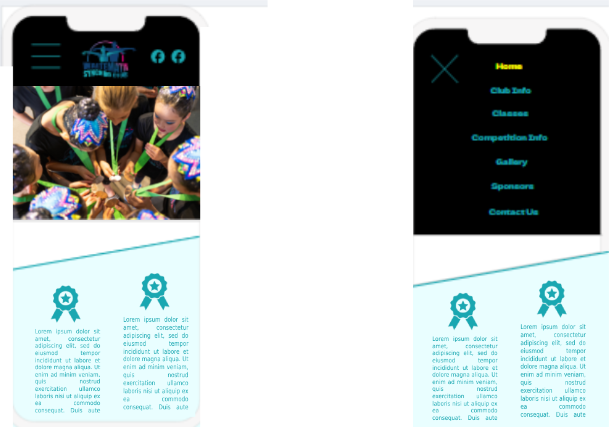 Home
Club Info
Classes
Competition Info
Gallery
Sponsors
Contact Us
Lorem ipsum dolor sit
amet, consectetur
adipiscing elit, sed do
eiusmod tempor
incididunt ut labore et
dolore magna aliqua. Ut
enim ad minim veniam,
quis nostrud
exercitation ullamco
laboris nisi ut aliquip ex
ea commodo
consequat. Duis aute
Lorem ipsum dolor sit
amet, consectetur
adipiscing elit, sed do
eiusmod tempor
incididunt ut labore et
dolore magna aliqua. Ut
enim ad minim veniam,
quis nostrud
exercitation ullamco
laboris nisi ut aliquip ex
ea commodo
consequat. Duis aute
Lorem ipsum dolor sit
amet, consectetur
adipiscing elit, sed do
eiusmod tempor
incididunt ut labore et
dolore magna aliqua. Ut
enim ad minim veniam,
quis nostrud
exercitation ullamco
laboris nisi ut aliquip ex
ea commodo
consequat. Duis aute
Lorem ipsum dolor sit
amet, consectetur
adipiscing elit, sed do
eiusmod tempor
incididunt ut labore et
dolore magna aliqua. Ut
enim ad minim veniam,
quis nostrud
exercitation ullamco
laboris nisi ut aliquip ex
ea commodo
consequat. Duis aute